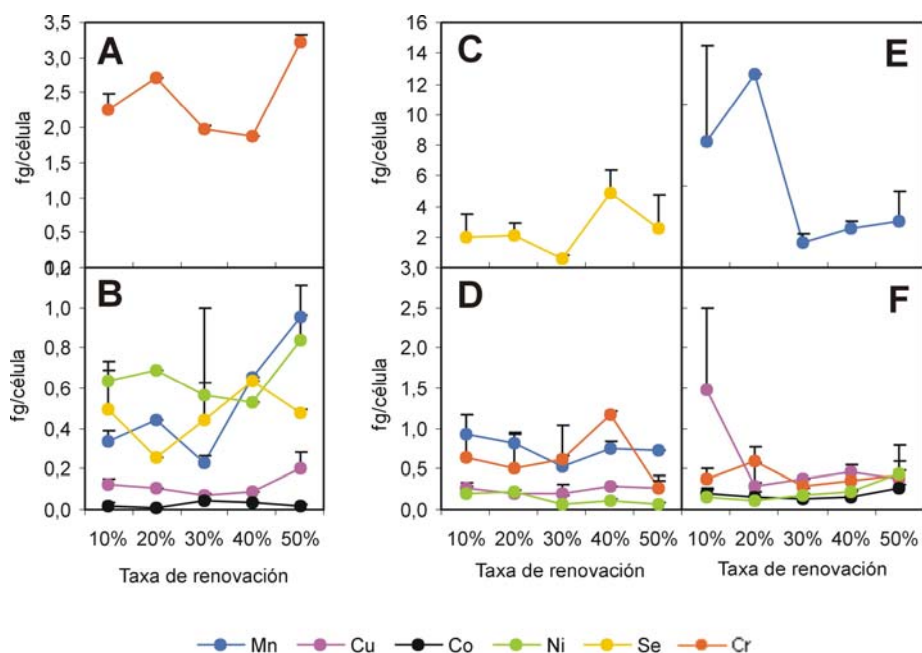 A
3,5
3,0
2,5
2,0
1,5
1,0
0,5
0,0
fg/célula
B
1,2
1,0
0,8
0,6
0,4
0,2
0,0
fg/célula
10% 20% 30% 40% 50%
Taxa de renovación
C
E
16
14
12
10
8
6
4
2
fg/célula
D
F
3,0
2,5
2,0
1,5
1,0
0,5
0,0
fg/célula
10% 20% 30% 40% 50% 10% 20% 30% 40% 50%
Taxa de renovación Taxa de renovación
Mn Cu Co Ni Se Cr